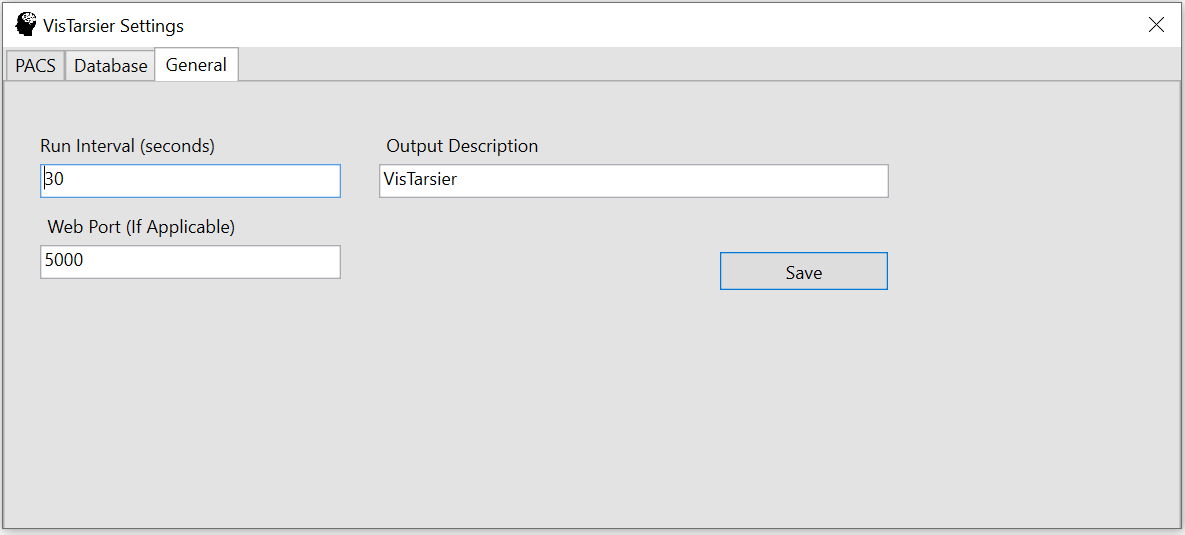 VisTarsier Settings
PACS Database General
Run Interval (seconds) Output Description
30 VisTarsier
Web Port (If Applicable)
5000
Save